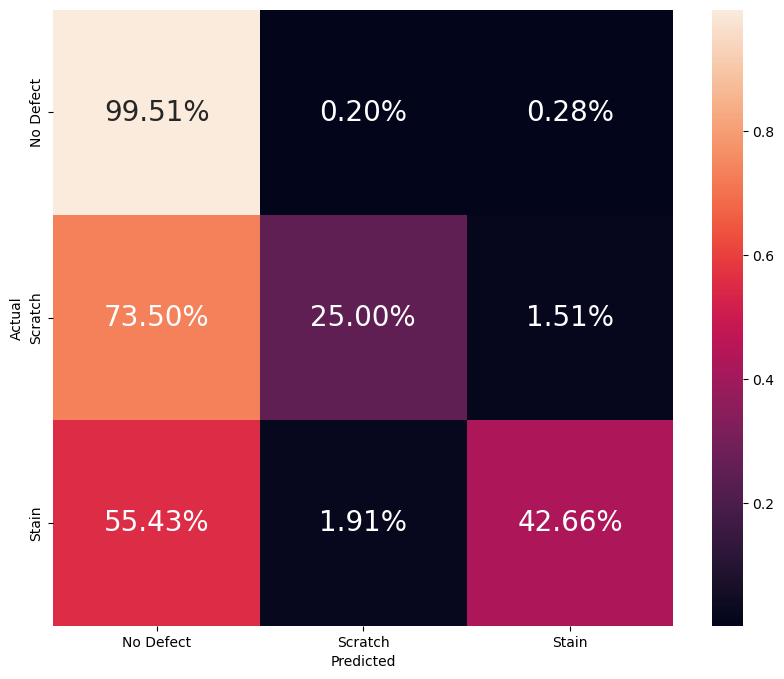 No Defect
99.51%
0.20%
0.28%
0.8
Actual
Scratch
73.50%
25.00%
1.51%
0.6
0.4
Stain
55.43%
1.91%
42.66%
0.2
No Defect
Scratch
Stain
Predicted